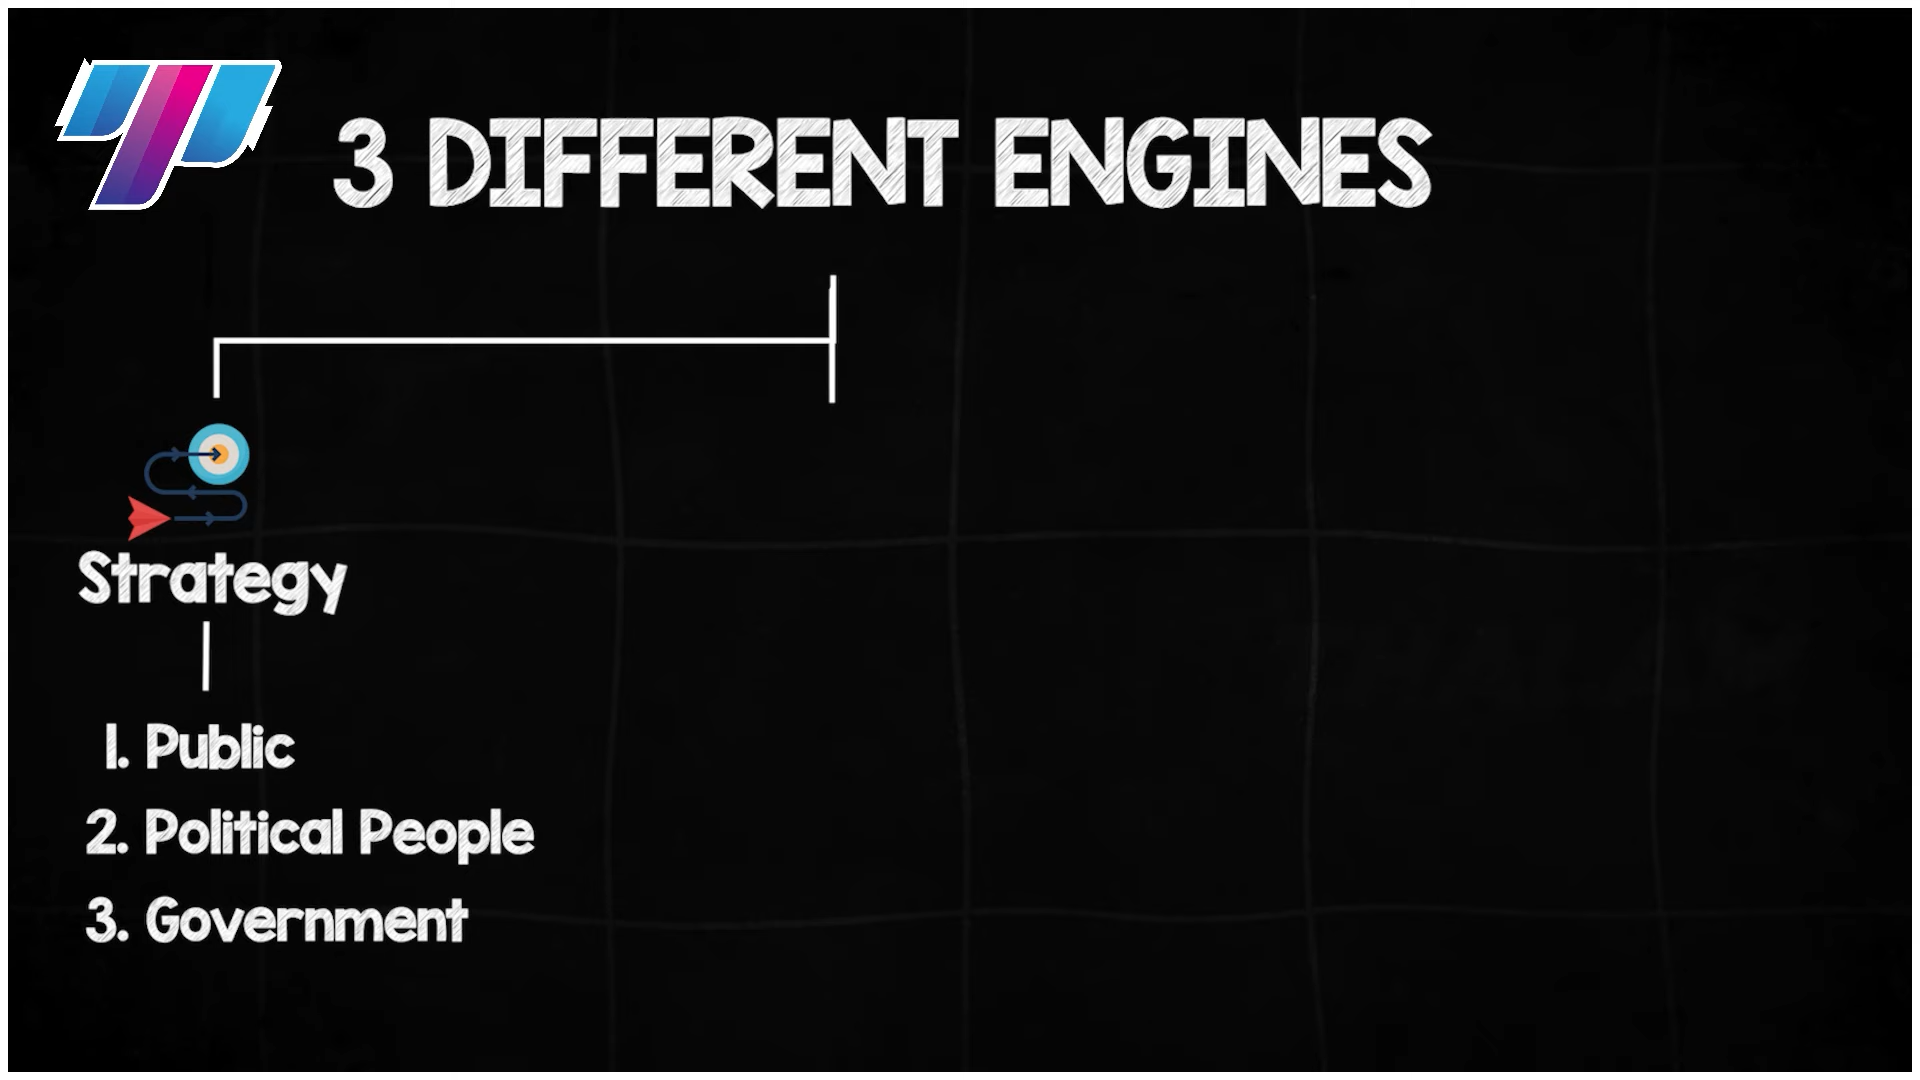 3 DIFFERENT ENGINES
Strategy
1. Public
2. Political People
3. Government